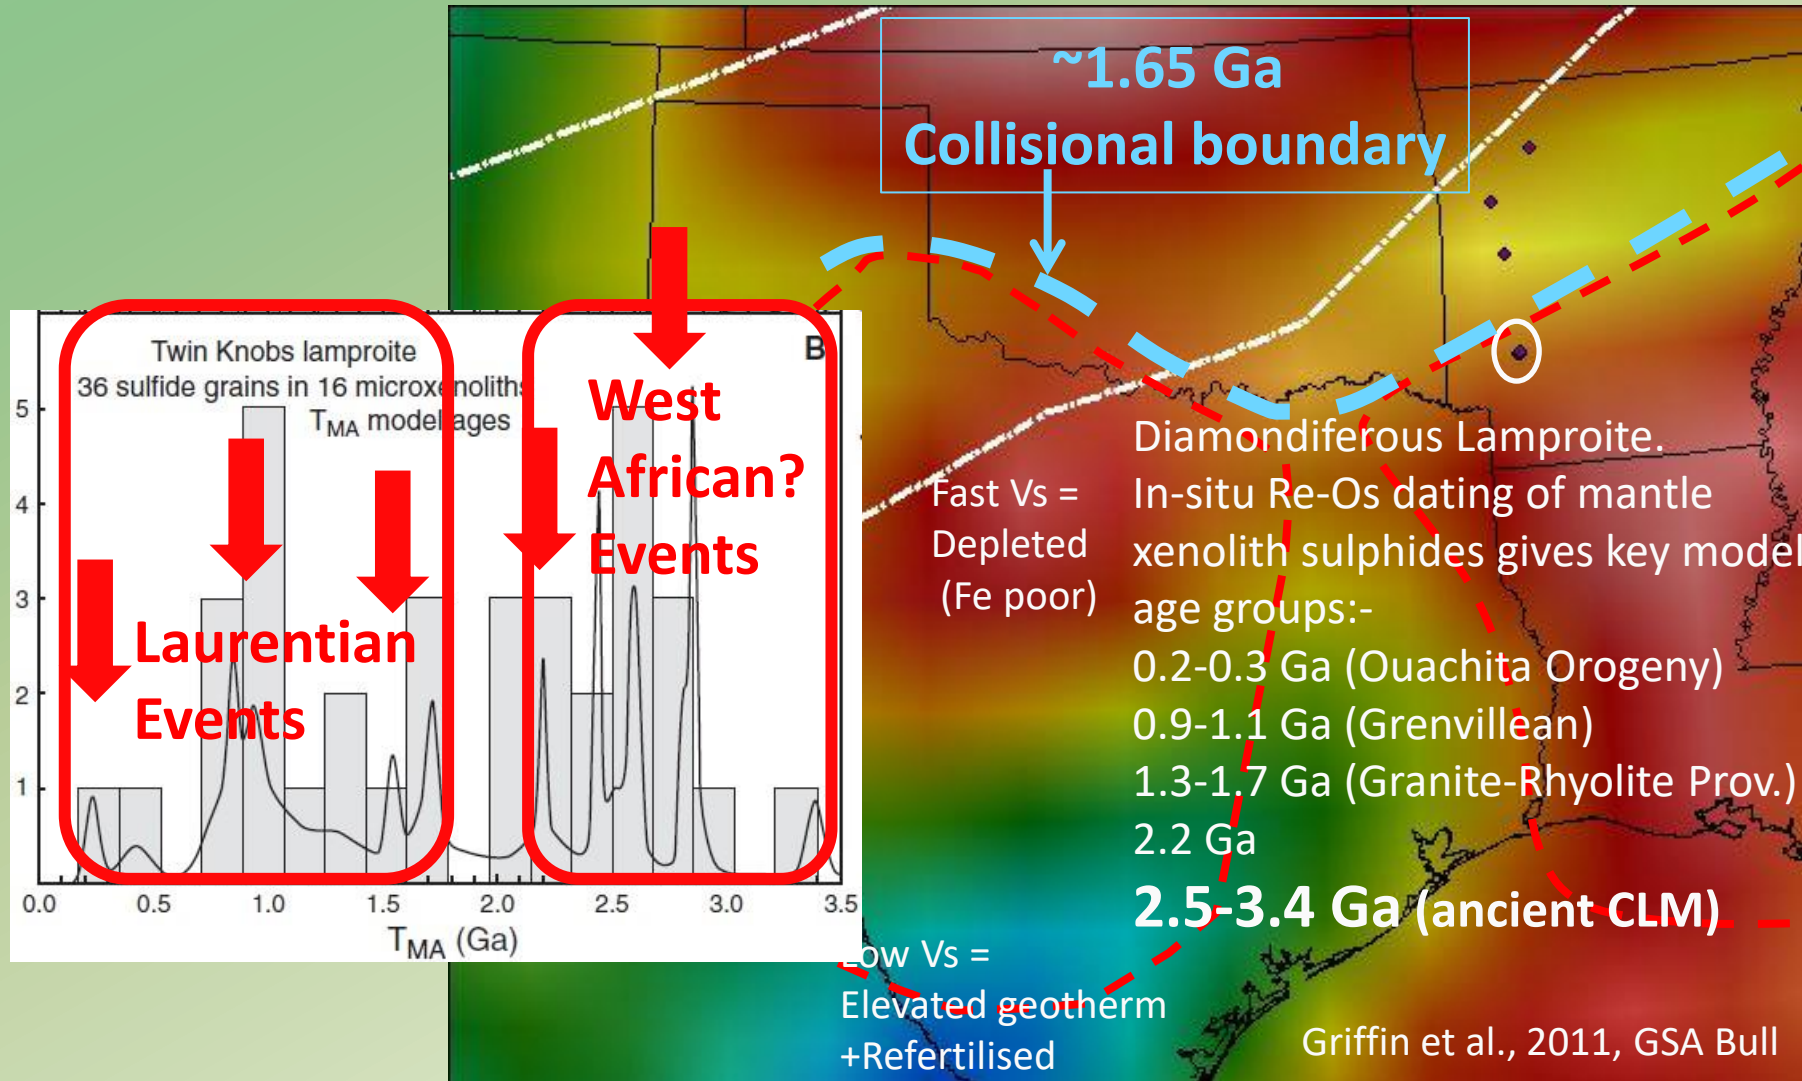 ~1.65 Ga
Collisional boundary
Twin Knobs lamproite
B
36 sulfide grains in 16 microxenoliths
TMA model ages
West
African?
Events
Laurentian
Events
5
4
3
2
1
0.0 0.5 1.0 1.5 2.0 2.5 3.0 3.5
TMA (Ga)
Fast Vs =
Depleted
(Fe poor)
Diamondiferous Lamproite.
In-situ Re-Os dating of mantle
xenolith sulphides gives key model
age groups:-
0.2-0.3 Ga (Ouachita Orogeny)
0.9-1.1 Ga (Grenvillean)
1.3-1.7 Ga (Granite-Rhyolite Prov.)
2.2 Ga
2.5-3.4 Ga (ancient CLM)
Low Vs =
Elevated geotherm
+Refertilised
Griffin et al., 2011, GSA Bull